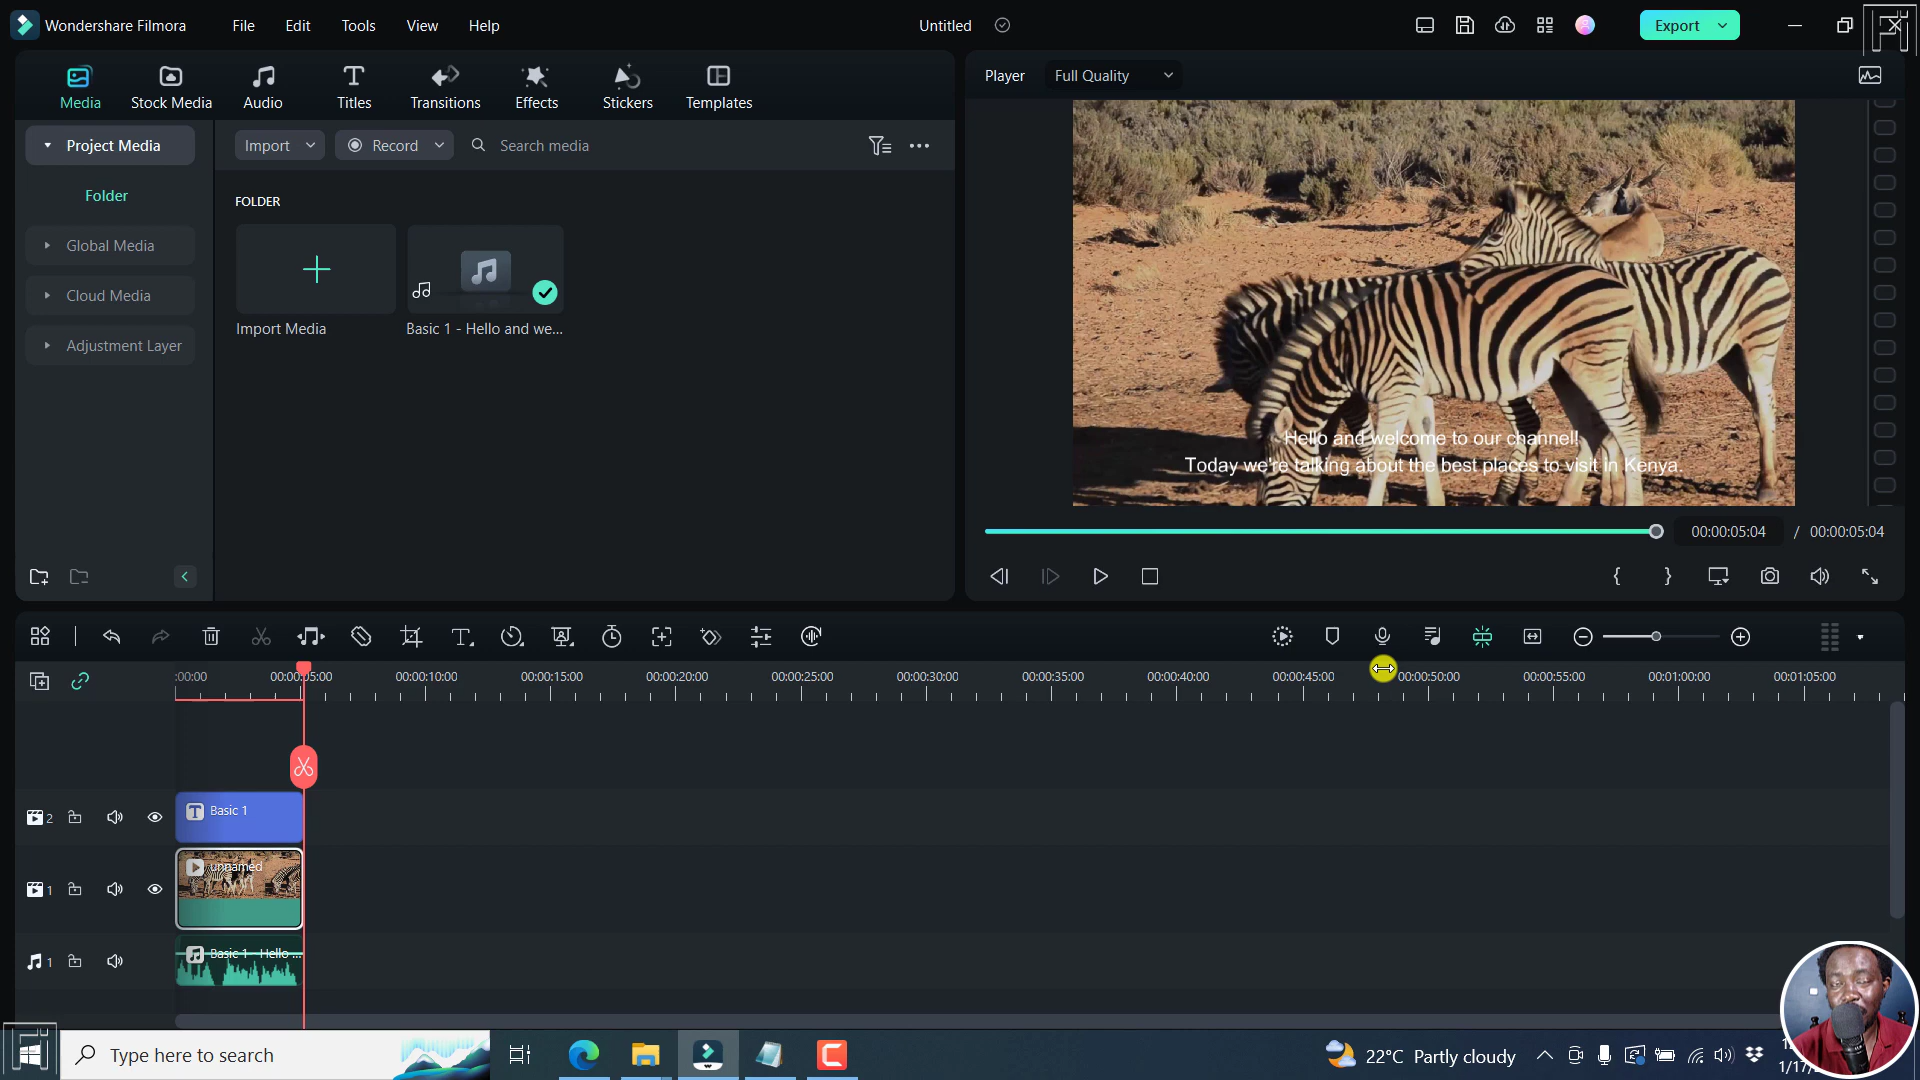 Wondershare Filmora
File
Edit
Tools
View
Help
Untitled
Export
Media
Stock Media
Audio
Titles
Transitions
Effects
Stickers
Templates
Player
Full Quality
Project Media
Import
Record
Search media
Folder
FOLDER
Global Media
Cloud Media
Adjustment Layer
Import Media
Basic 1 - Hello and we...
Hello and welcome to our channel!
Today we're talking about the best places to visit in Kenya.
00:00:05:04 / 00:00:05:04
:00:00
00:00:05:00
00:00:10:00
00:00:15:00
00:00:20:00
00:00:25:00
00:00:30:00
00:00:35:00
00:00:40:00
00:00:45:00
00:00:50:00
00:00:55:00
00:01:00:00
00:01:05:00
2
Basic 1
1
unnamed
1
Basic 1 - Hello ...
Type here to search
22°C Partly cloudy